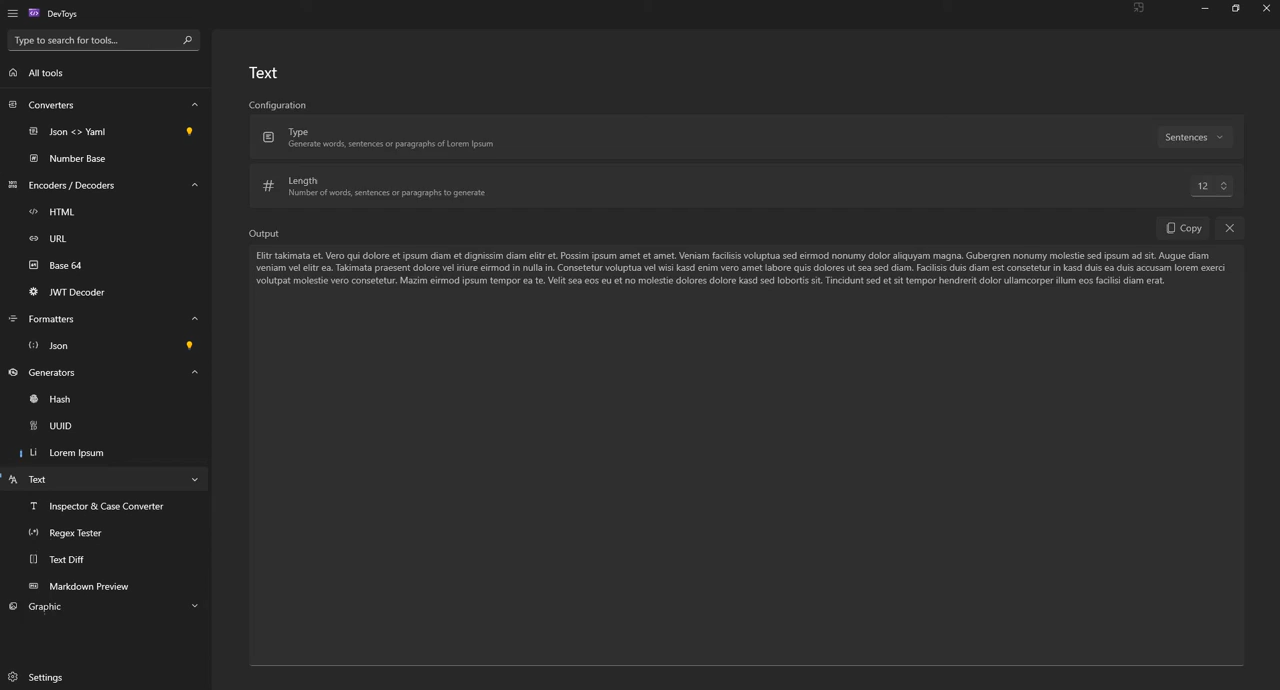 DevToys
Type to search for tools...
All tools
Converters
Json <> Yaml
Number Base
Encoders / Decoders
HTML
URL
Base 64
JWT Decoder
Formatters
Json
Generators
Hash
UUID
Li Lorem Ipsum
Text
Inspector & Case Converter
Regex Tester
Text Diff
Markdown Preview
Graphic
Settings
Text
Configuration
Type
Generate words, sentences or paragraphs of Lorem Ipsum
Sentences
Length
Number of words, sentences or paragraphs to generate
12
Output
Copy
Elitr takimata et. Vero qui dolore et ipsum diam et dignissim diam elitr et. Possim ipsum amet et amet. Veniam facilisis voluptua sed eirmod nonumy dolor aliquyam magna. Gubergren nonumy molestie sed ipsum ad sit. Augue diam
veniam vel elitr ea. Takimata praesent dolore vel iriure eirmod in nulla in. Consetetur voluptua vel wisi kasd enim vero amet labore quis dolores ut sea sed diam. Facilisis duis diam est consetetur in kasd duis ea duis accusam lorem exerci
volutpat molestie vero consetetur. Mazim eirmod ipsum tempor ea te. Velit sea eos eu et no molestie dolores dolore kasd sed lobortis sit. Tincidunt sed et sit tempor hendrerit dolor ullamcorper illum eos facilisi diam erat.